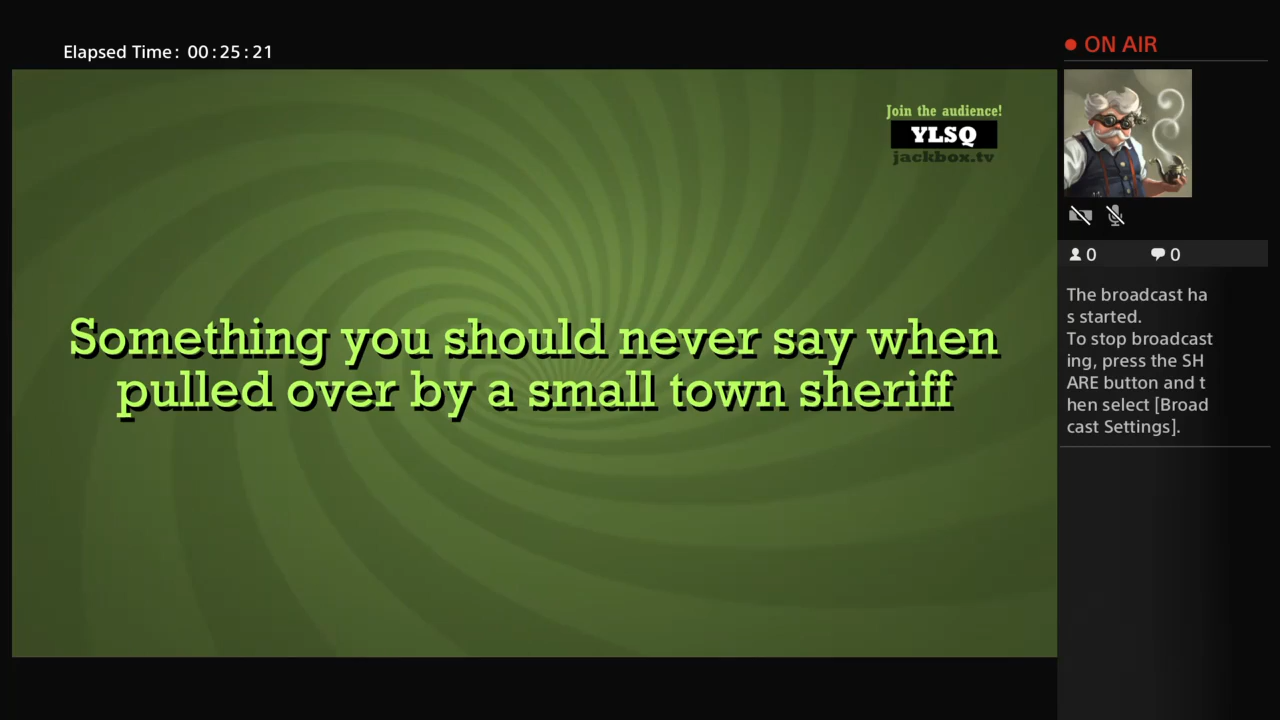 Elapsed Time: 00:25:21
ON AIR
Join the audience!
YLSQ
jackbox.tv
Something you should never say when
pulled over by a small town sheriff
0 0
The broadcast ha
s started.
To stop broadcast
ing, press the SH
ARE button and t
hen select [Broad
cast Settings].